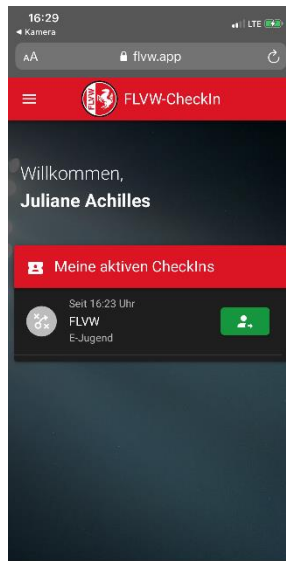 16:29
LTE
◀ Kamera
AA
flvw.app
FLVW
FLVW-CheckIn
Willkommen,
Juliane Achilles
Meine aktiven CheckIns
Seit 16:23 Uhr
FLVW
E-Jugend